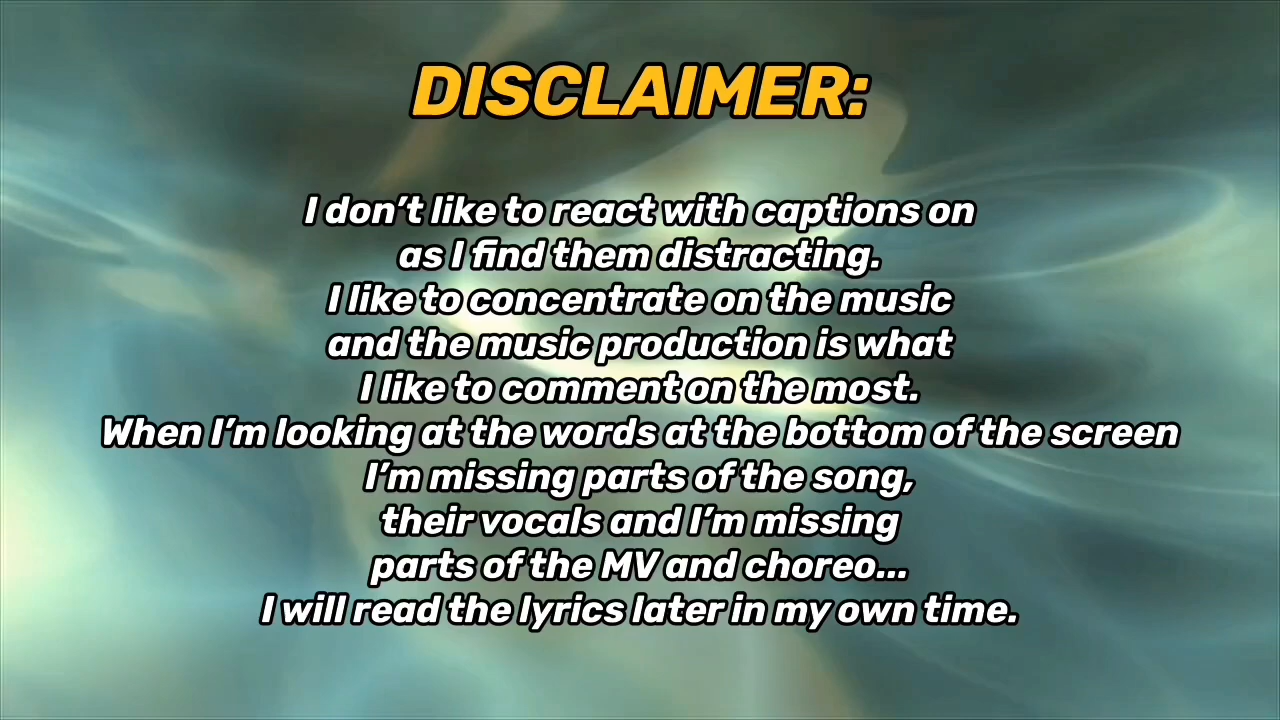 DISCLAIMER:
I don’t like to react with captions on
as I find them distracting.
I like to concentrate on the music
and the music production is what
I like to comment on the most.
When I’m looking at the words at the bottom of the screen
I’m missing parts of the song,
their vocals and I’m missing
parts of the MV and choreo...
I will read the lyrics later in my own time.